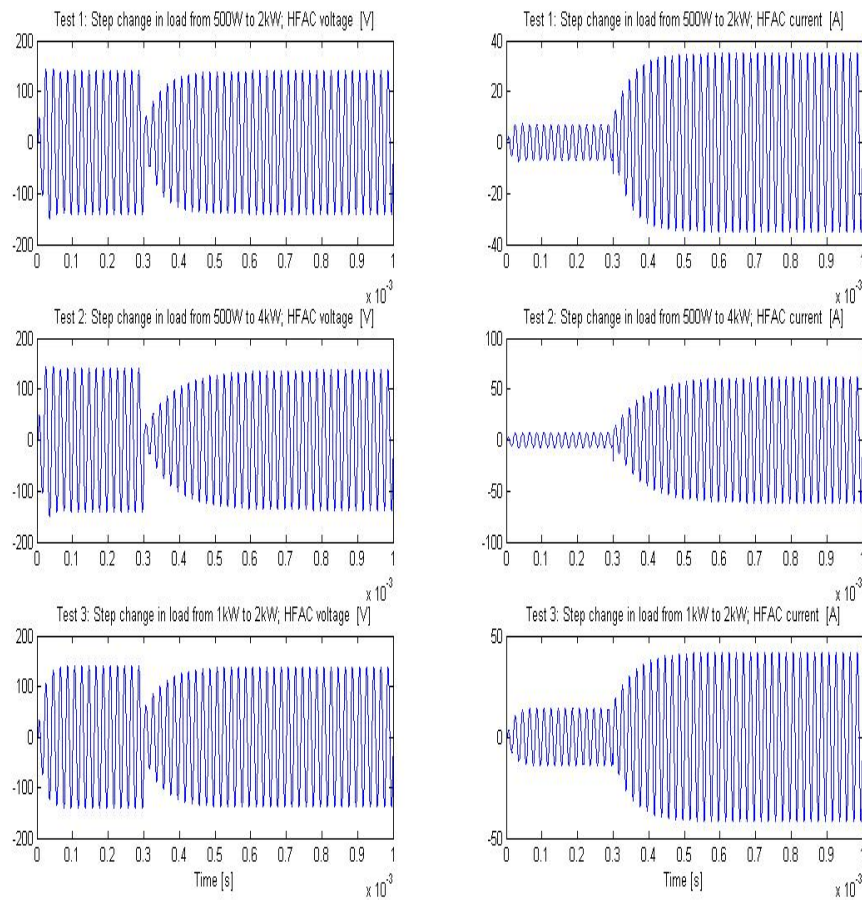 Test 1: Step change in load from 500W to 2kW; HFAC voltage [V]
200
100
0
-100
-200
0 0.1 0.2 0.3 0.4 0.5 0.6 0.7 0.8 0.9 1
x 10^-3
Test 1: Step change in load from 500W to 2kW; HFAC current [A]
40
20
0
-20
-40
0 0.1 0.2 0.3 0.4 0.5 0.6 0.7 0.8 0.9 1
x 10^-3
Test 2: Step change in load from 500W to 4kW; HFAC voltage [V]
200
100
0
-100
-200
0 0.1 0.2 0.3 0.4 0.5 0.6 0.7 0.8 0.9 1
x 10^-3
Test 2: Step change in load from 500W to 4kW; HFAC current [A]
100
50
0
-50
-100
0 0.1 0.2 0.3 0.4 0.5 0.6 0.7 0.8 0.9 1
x 10^-3
Test 3: Step change in load from 1kW to 2kW; HFAC voltage [V]
200
100
0
-100
-200
0 0.1 0.2 0.3 0.4 0.5 0.6 0.7 0.8 0.9 1
Time [s]
x 10^-3
Test 3: Step change in load from 1kW to 2kW; HFAC current [A]
50
0
-50
0 0.1 0.2 0.3 0.4 0.5 0.6 0.7 0.8 0.9 1
x 10^-3